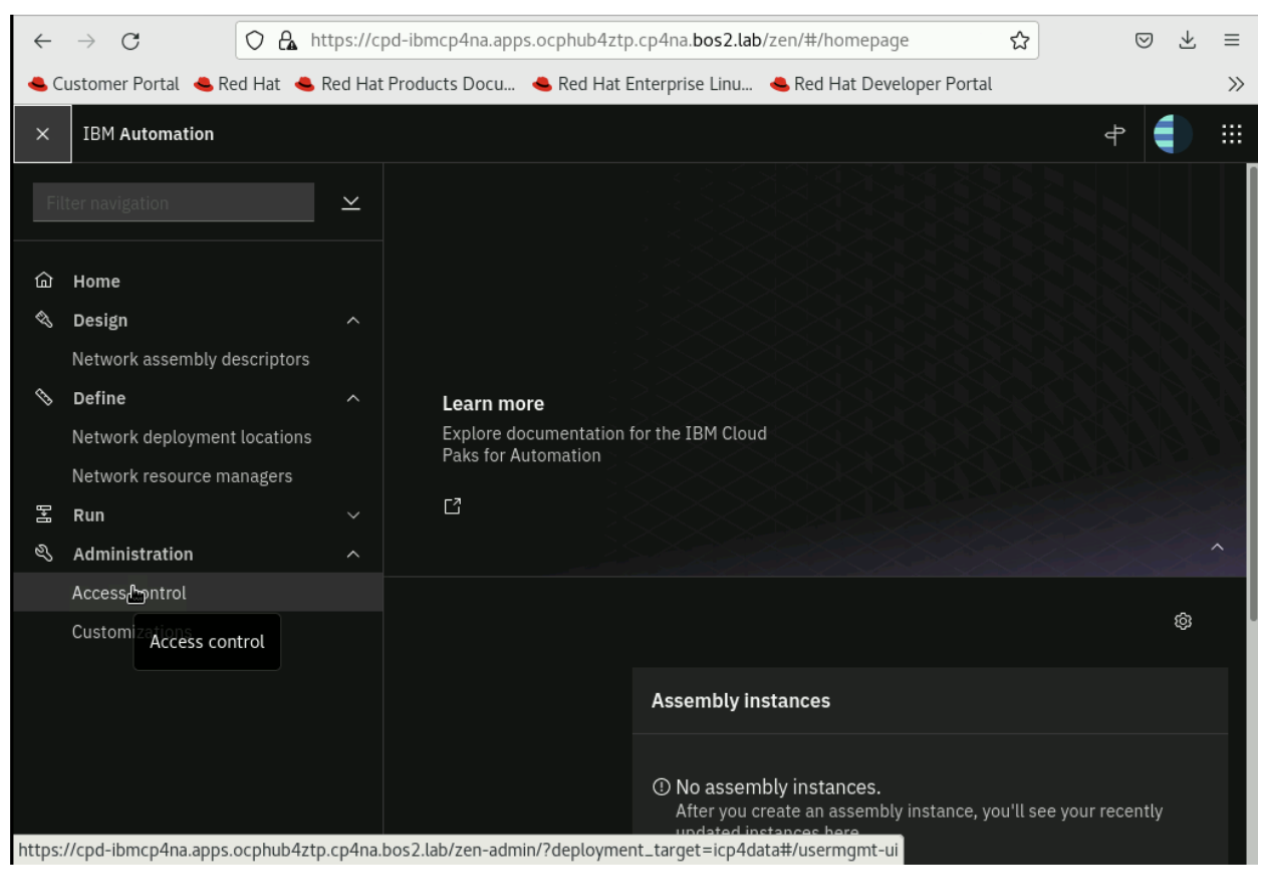 https://cpd-ibmcp4na.apps.ocphub4ztp.cp4na.bos2.lab/zen/#/homepage
Customer Portal Red Hat Red Hat Products Docu... Red Hat Enterprise Linu... Red Hat Developer Portal
IBM Automation
Filter navigation
Home
Design
Network assembly descriptors
Define
Network deployment locations
Network resource managers
Run
Administration
Access control
Customizations
Access control
Learn more
Explore documentation for the IBM Cloud
Paks for Automation
Assembly instances
No assembly instances.
After you create an assembly instance, you'll see your recently
updated instances here
https://cpd-ibmcp4na.apps.ocphub4ztp.cp4na.bos2.lab/zen-admin/?deployment_target=icp4data#/usermgmt-ui